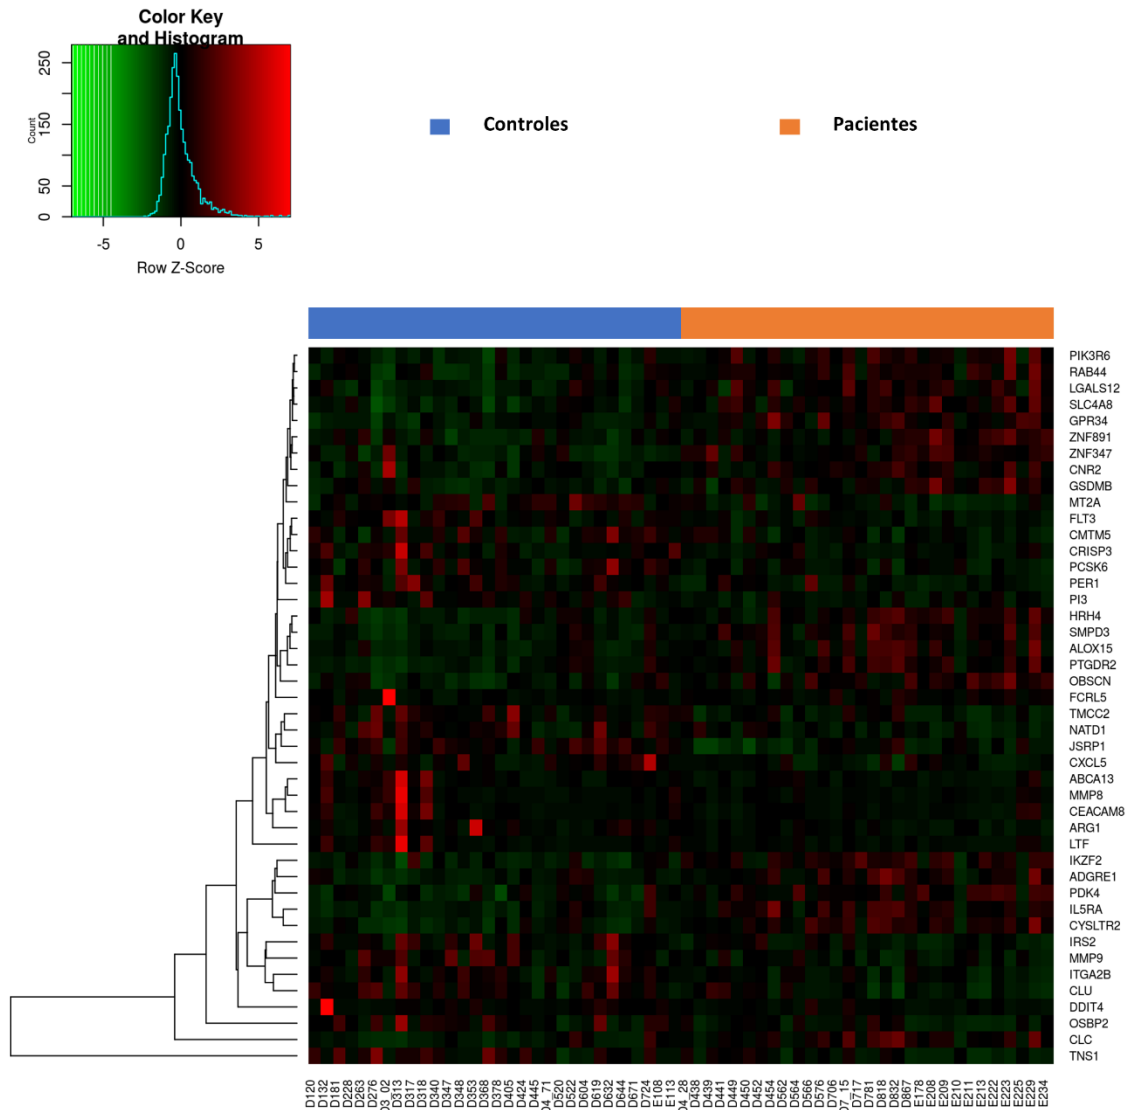 Color Key
and Histogram
Count
0
50
150
250
-5
0
5
Row Z-Score
Controles
Pacientes
PIK3R6
RAB44
LGALS12
SLC4A8
GPR34
ZNF891
ZNF347
CNR2
GSDMB
MT2A
FLT3
CMTM5
CRISP3
PCSK6
PER1
PI3
HRH4
SMPD3
ALOX15
PTGDR2
OBSCN
FCRL5
TMCC2
NATD1
JSRP1
CXCL5
ABCA13
MMP8
CEACAM8
ARG1
LTF
IKZF2
ADGRE1
PDK4
IL5RA
CYSLTR2
IRS2
MMP9
ITGA2B
CLU
DDIT4
OSBP2
CLC
TNS1
D120
D132
D181
D228
D263
D276
D3_02
D313
D317
D318
D340
D347
D348
D353
D368
D378
D405
D424
D445
D4_71
D520
D522
D604
D619
D632
D644
D671
D724
E108
E113
D4_28
D438
D439
D441
D449
D450
D452
D454
D562
D564
D566
D576
D706
D7_15
D717
D781
D818
D832
D867
E178
E208
E209
E210
E211
E213
E222
E223
E225
E229
E234